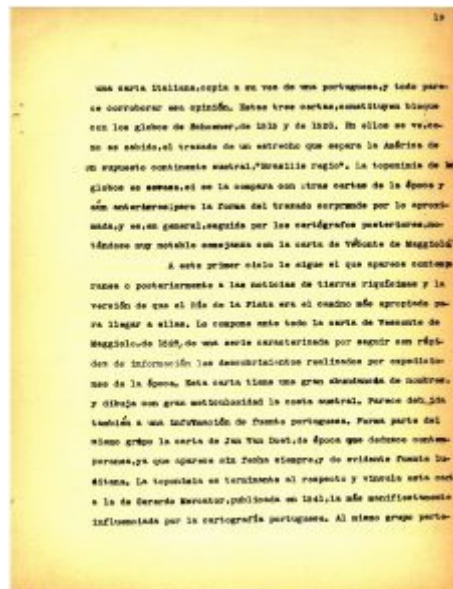 19
una carta italiana,copia a su vez de una portuguesa,y todo pare-
ce corroborar esa opinión. Estas tres cartas,constituyen bloque
con los globos de Schoener,de 1515 y de 1520. En ellos se ve,co-
mo es sabido,el trazado de un estrecho que separa la América de
un supuesto continente austral,"Brasilie regio". La toponimia de
globos es escasa,si se la compara con otras cartas de la época y
aún anteriores;pero la forma del trazado sorprende por lo aproxi-
mada,y es,en general,seguida por los cartógrafos posteriores,no-
tándose muy notable semejanza con la carta de Maggiolo
A este primer ciclo le sigue el que aparece contemp
ranea o posteriormente a las noticias de tierras riquísimas y la
versión de que el Río de la Plata era el camino más apropiado pa-
ra llegar a ellas. Lo compone ante todo la carta de Vesconte de
Maggiolo,de una serie caracterizada por seguir con rápi-
dez de información los descubrimientos realizados por expedicio-
nes de la época. Esta carta tiene una gran abundancia de nombres,
y dibuja con gran meticulosidad la costa austral. Parece debida
también a una información de fuente portuguesa. Forma parte del
mismo grupo la carta de Jan Van Duet,de época que deduzco contem-
poranea,ya que aparece sin fecha siempre,y de evidente fuente lu-
sitana. La toponimia es terminante al respecto y vincula esta cart
a la de Gerardo Mercator,publicada en 1541,la más manifiestamente
influenciada por la cartografía portuguesa. Al mismo grupo perte-